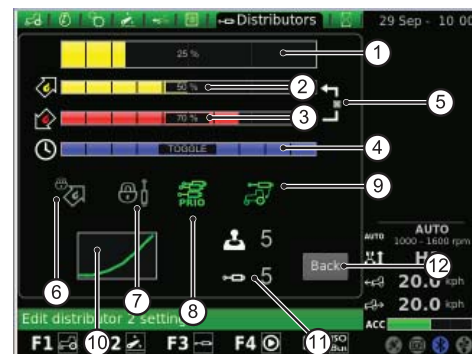 Distributors
29 Sep - 10 00
25 %
1
50 %
2
70 %
3
5
TOGGLE
4
PRIO
9
6
7
8
5
AUTO
AUTO
1000 - 1600 rpm
5
Back
12
20.0 kph
20.0 kph
10
11
Edit distributor 2 setting
ACC
F1
2
F3
F4